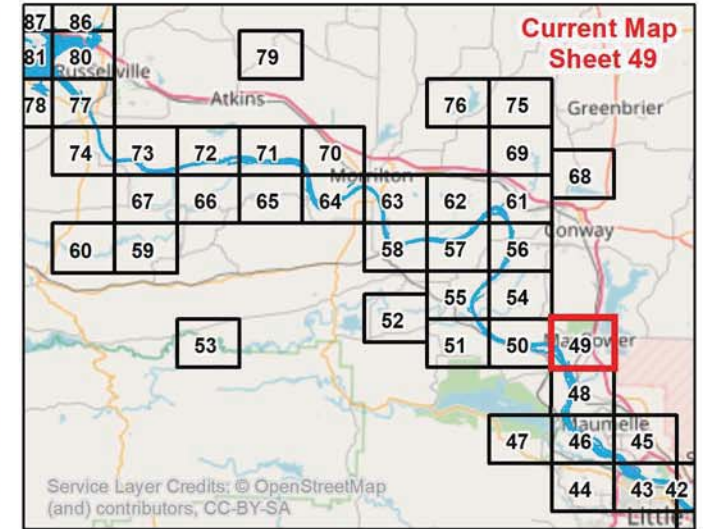 87 86
Current Map
Sheet 49
81 80
79
Russellville
78 77
Atkins
76 75
Greenbrier
74 73 72 71 70
69
68
Morrilton
67 66 65 64 63 62 61
Conway
60 59
58 57 56
55 54
52
53
51 50 49
Mayflower
48
Maumelle
47 46 45
Service Layer Credits: © OpenStreetMap
(and) contributors, CC-BY-SA
44 43 42
Little